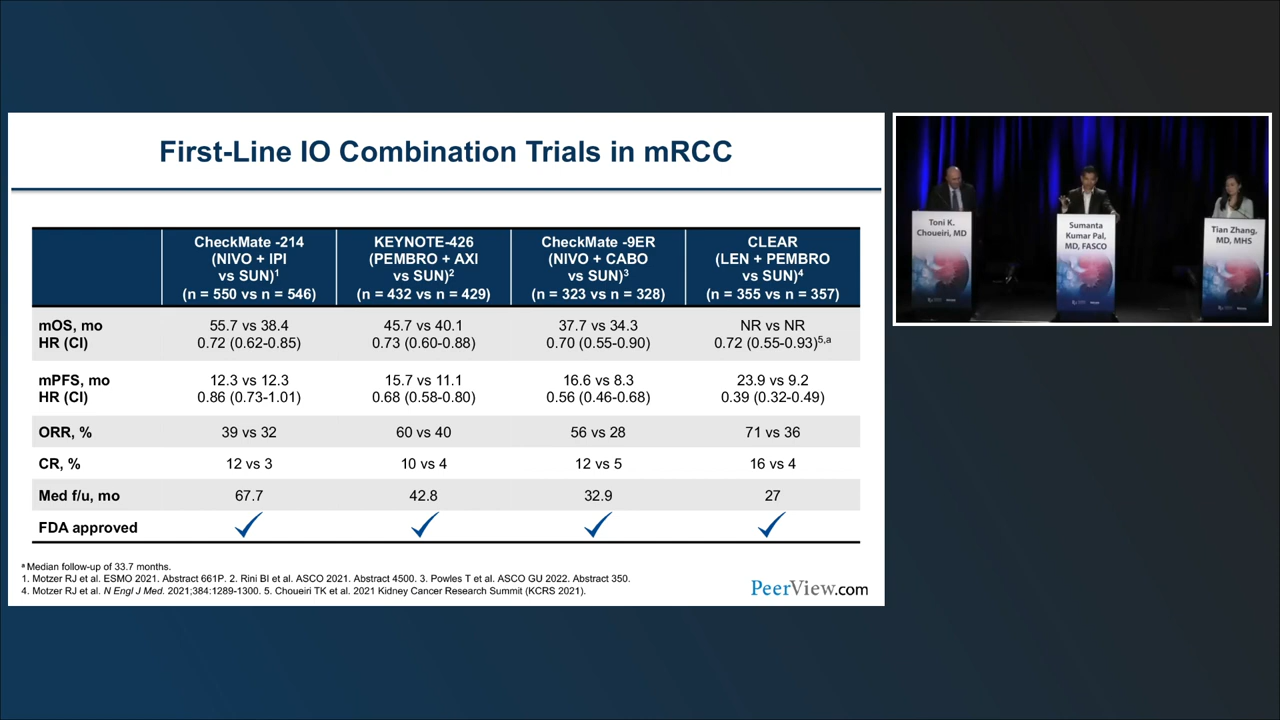 First-Line IO Combination Trials in mRCC
CheckMate -214
(NIVO + IPI
vs SUN)1
(n = 550 vs n = 546)
KEYNOTE-426
(PEMBRO + AXI
vs SUN)2
(n = 432 vs n = 429)
CheckMate -9ER
(NIVO + CABO
vs SUN)3
(n = 323 vs n = 328)
CLEAR
(LEN + PEMBRO
vs SUN)4
(n = 355 vs n = 357)
mOS, mo 55.7 vs 38.4 45.7 vs 40.1 37.7 vs 34.3 NR vs NR
HR (CI) 0.72 (0.62-0.85) 0.73 (0.60-0.88) 0.70 (0.55-0.90) 0.72 (0.55-0.93)5,a
mPFS, mo 12.3 vs 12.3 15.7 vs 11.1 16.6 vs 8.3 23.9 vs 9.2
HR (CI) 0.86 (0.73-1.01) 0.68 (0.58-0.80) 0.56 (0.46-0.68) 0.39 (0.32-0.49)
ORR, % 39 vs 32 60 vs 40 56 vs 28 71 vs 36
CR, % 12 vs 3 10 vs 4 12 vs 5 16 vs 4
Med f/u, mo 67.7 42.8 32.9 27
FDA approved ✓ ✓ ✓ ✓
a Median follow-up of 33.7 months.
1. Motzer RJ et al. ESMO 2021. Abstract 661P. 2. Rini BI et al. ASCO 2021. Abstract 4500. 3. Powles T et al. ASCO GU 2022. Abstract 350.
4. Motzer RJ et al. N Engl J Med. 2021;384:1289-1300. 5. Choueiri TK et al. 2021 Kidney Cancer Research Summit (KCRS 2021).
PeerView.com
Toni K.
Choueiri, MD
Sumanta
Kumar Pal,
MD, FASCO
Tian Zhang,
MD, MHS